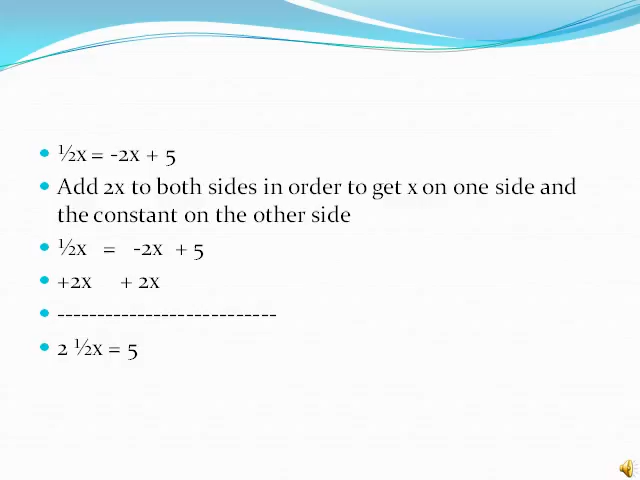 ½x = -2x + 5
Add 2x to both sides in order to get x on one side and
the constant on the other side
½x = -2x + 5
+2x + 2x
----------------------------
2 ½x = 5